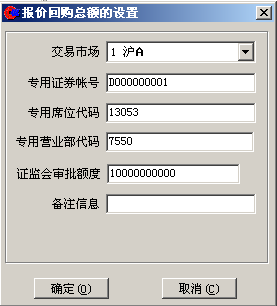 报价回购总额的设置
交易市场 1 沪A
专用证券帐号 D000000001
专用席位代码 13053
专用营业部代码 7550
证监会审批额度 10000000000
备注信息
确定(O) 取消(C)